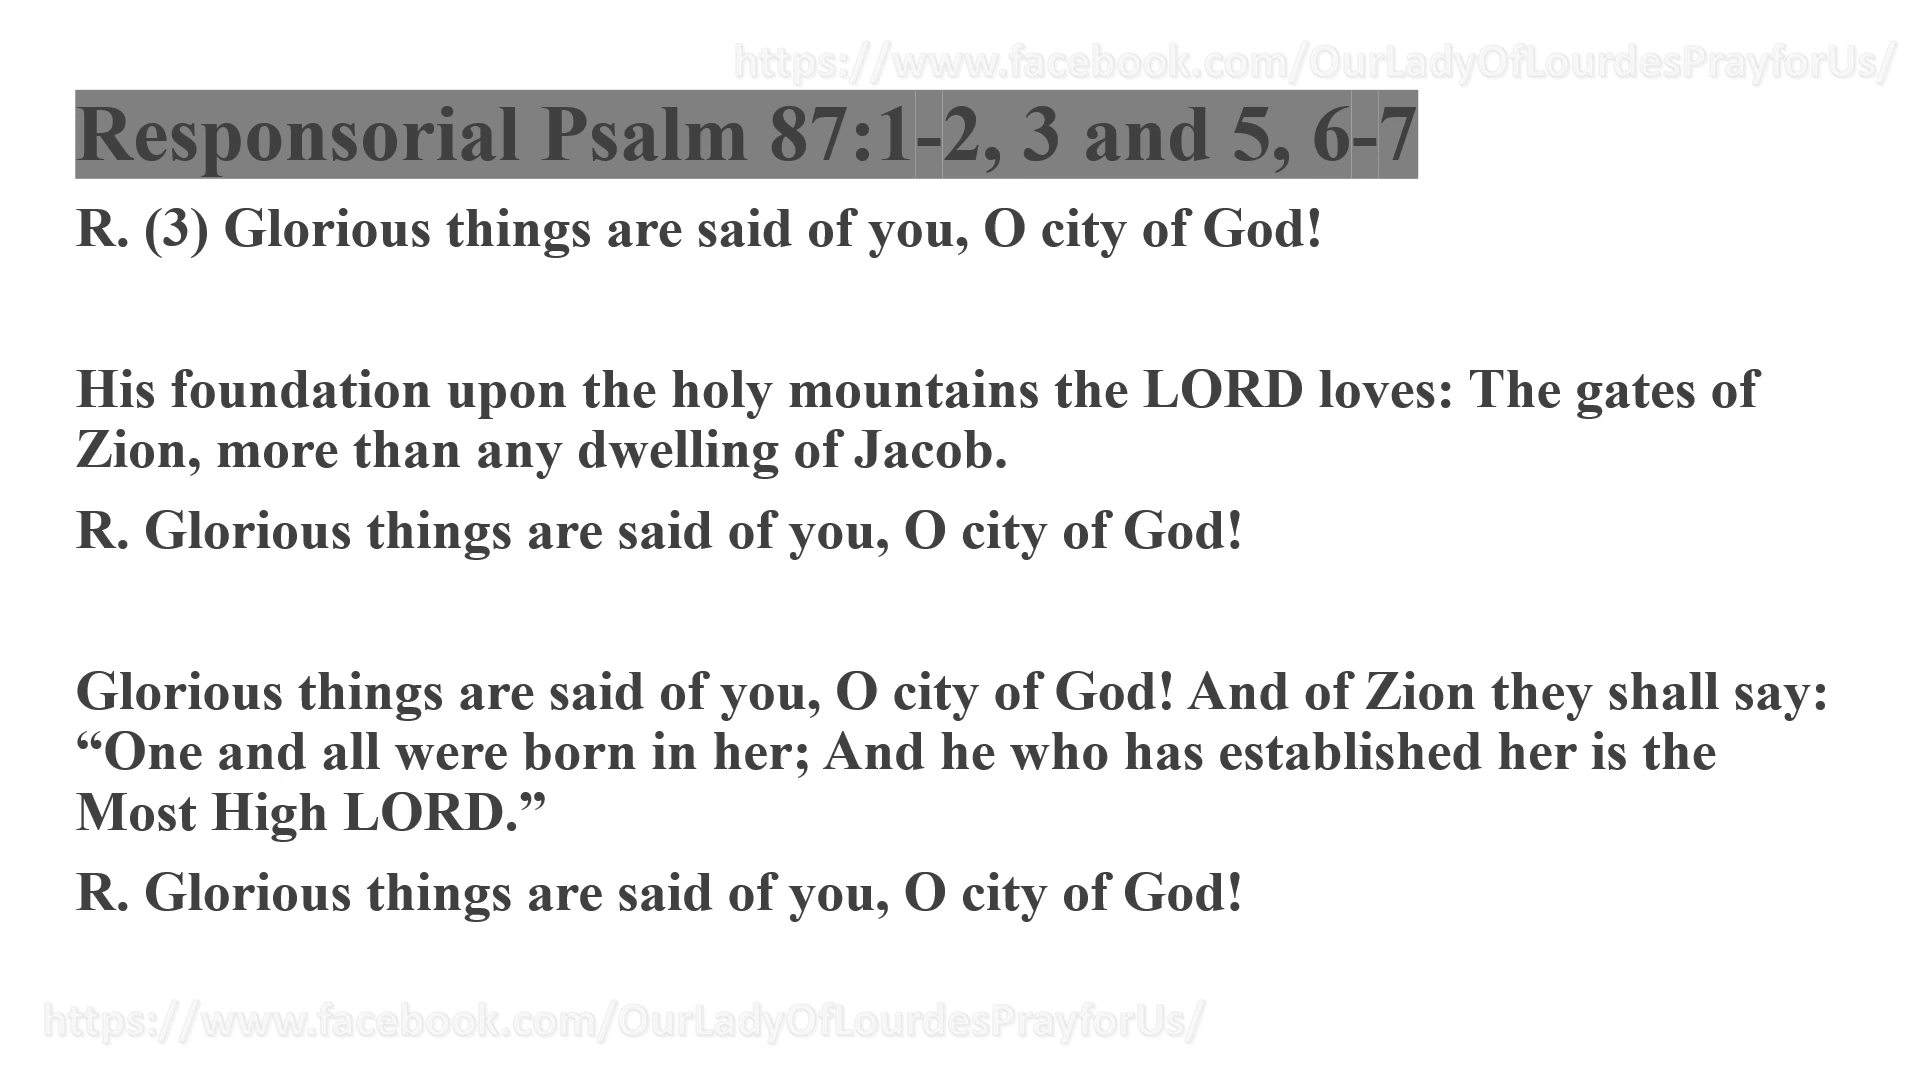 https://www.facebook.com/OurLadyOfLourdesPrayforUs/
Responsorial Psalm 87:1-2, 3 and 5, 6-7
R. (3) Glorious things are said of you, O city of God!
His foundation upon the holy mountains the LORD loves: The gates of
Zion, more than any dwelling of Jacob.
R. Glorious things are said of you, O city of God!
Glorious things are said of you, O city of God! And of Zion they shall say:
“One and all were born in her; And he who has established her is the
Most High LORD.”
R. Glorious things are said of you, O city of God!
https://www.facebook.com/OurLadyOfLourdesPrayforUs/